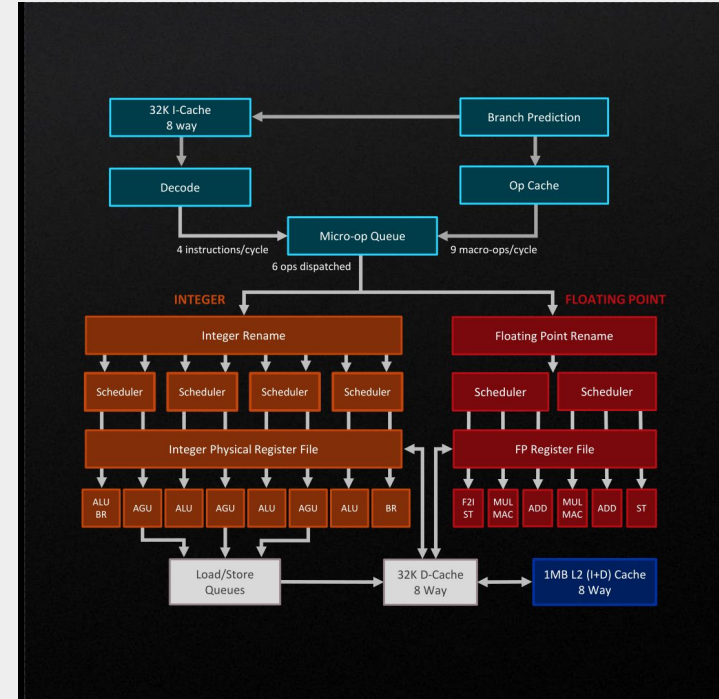 32K I-Cache
8 way
Branch Prediction
Decode
Op Cache
Micro-op Queue
4 instructions/cycle
9 macro-ops/cycle
6 ops dispatched
INTEGER
FLOATING POINT
Integer Rename
Floating Point Rename
Scheduler
Scheduler
Scheduler
Scheduler
Scheduler
Scheduler
Integer Physical Register File
FP Register File
ALU
BR
AGU
ALU
AGU
ALU
AGU
ALU
BR
F2I
ST
MUL
MAC
ADD
MUL
MAC
ADD
ST
Load/Store
Queues
32K D-Cache
8 Way
1MB L2 (I+D) Cache
8 Way